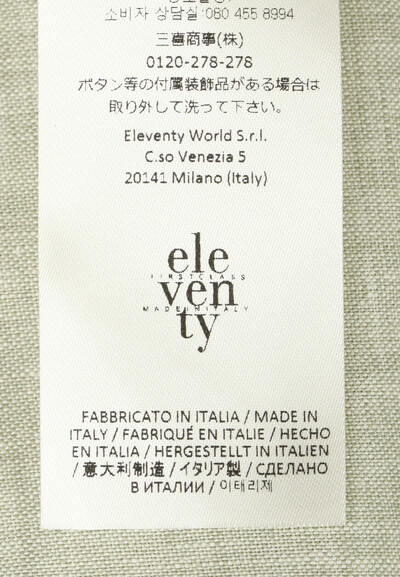 소비자 상담실:080 455 8994
三喜商事(株)
0120-278-278
ボタン等の付属装飾品がある場合は
取り外して洗って下さい。
Eleventy World S.r.l.
C.so Venezia 5
20141 Milano (Italy)
ele
FIRSTCLASS
ven
MADEINITALY
ty
FABBRICATO IN ITALIA / MADE IN
ITALY / FABRIQUÉ EN ITALIE / HECHO
EN ITALIA / HERGESTELLT IN ITALIEN
/ 意大利制造 / イタリア製 / СДЕЛАНО
В ИТАЛИИ / 이태리제